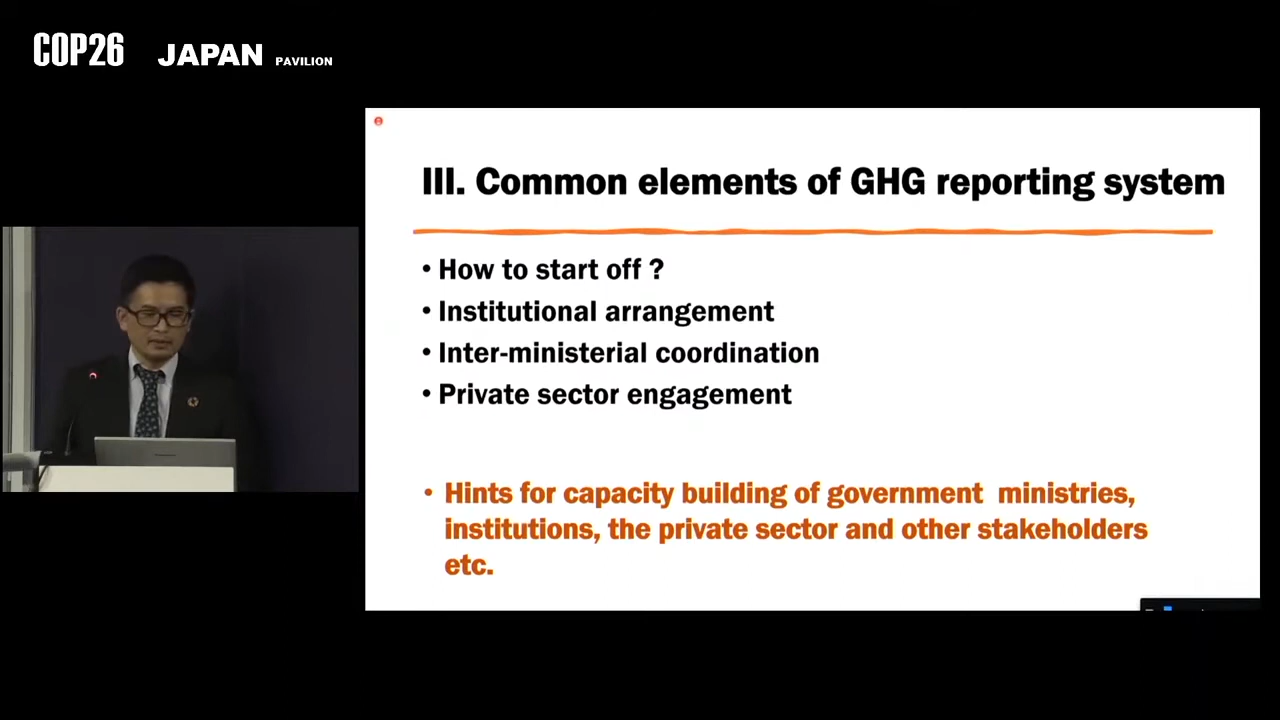 COP26 JAPAN PAVILION
III. Common elements of GHG reporting system
• How to start off ?
• Institutional arrangement
• Inter-ministerial coordination
• Private sector engagement
• Hints for capacity building of government ministries,
institutions, the private sector and other stakeholders
etc.